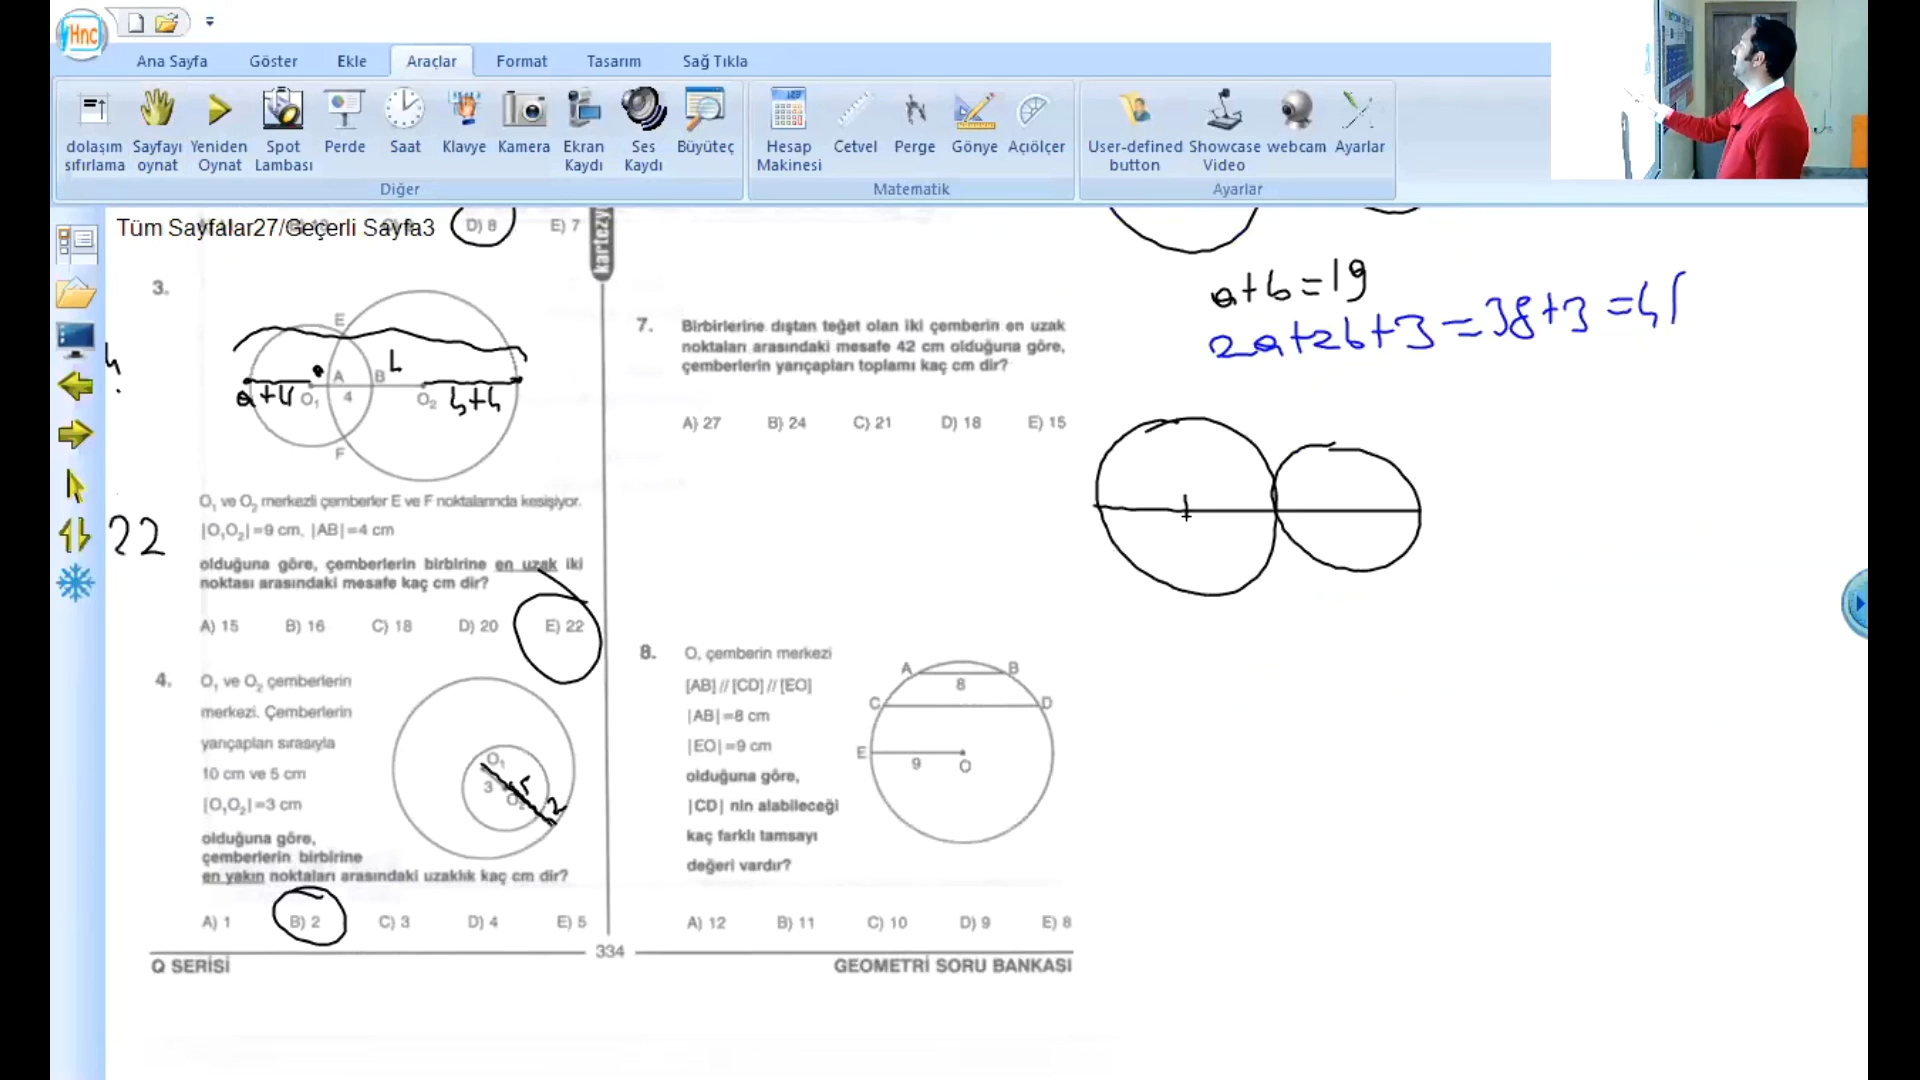 Hnc
Ana Sayfa Göster Ekle Araçlar Format Tasarım Sağ Tıkla
dolaşım sıfırlama
Sayfayı oynat
Yeniden Oynat
Spot Lambası
Perde
Saat
Klavye
Kamera
Ekran Kaydı
Ses Kaydı
Büyüteç
Hesap Makinesi
Cetvel
Perge
Gönye
Açıölçer
User-defined button
Showcase Video
webcam
Ayarlar
Diğer
Matematik
Ayarlar
Tüm Sayfalar27/Geçerli Sayfa3
D) 8 E) 7
3.
E
A B
4
O₁ O₂
F
a+4
b+4
O₁ ve O₂ merkezli çemberler E ve F noktalarında kesişiyor.
|O₁O₂|=9 cm, |AB|=4 cm
olduğuna göre, çemberlerin birbirine en uzak iki
noktası arasındaki mesafe kaç cm dir?
22
A) 15 B) 16 C) 18 D) 20 E) 22
4. O₁ ve O₂ çemberlerin
merkezi. Çemberlerin
yarıçapları sırasıyla
10 cm ve 5 cm
|O₁O₂|=3 cm
olduğuna göre,
çemberlerin birbirine
en yakın noktaları arasındaki uzaklık kaç cm dir?
O₁
3
O₂
5
2
A) 1 B) 2 C) 3 D) 4 E) 5
Q SERİSİ
334
kartezy
7. Birbirlerine dıştan teğet olan iki çemberin en uzak
noktaları arasındaki mesafe 42 cm olduğuna göre,
çemberlerin yarıçapları toplamı kaç cm dir?
A) 27 B) 24 C) 21 D) 18 E) 15
8. O, çemberin merkezi
[AB] // [CD] // [EO]
|AB|=8 cm
|EO|=9 cm
olduğuna göre,
|CD| nin alabileceği
kaç farklı tamsayı
değeri vardır?
A B
8
C D
E
9 O
A) 12 B) 11 C) 10 D) 9 E) 8
GEOMETRİ SORU BANKASI
a+b=19
2a+2b+3=38+3=41